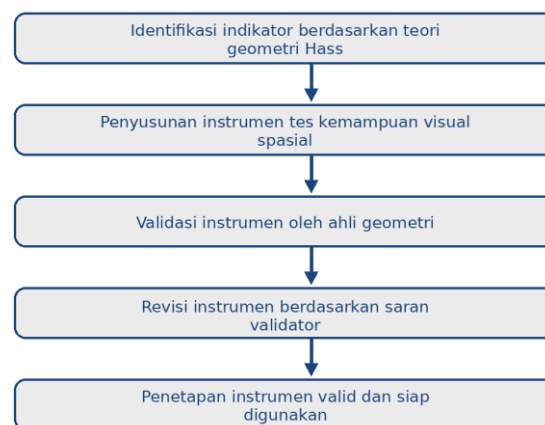 Identifikasi indikator berdasarkan teori
geometri Hass
Penyusunan instrumen tes kemampuan visual
spasial
Validasi instrumen oleh ahli geometri
Revisi instrumen berdasarkan saran
validator
Penetapan instrumen valid dan siap
digunakan